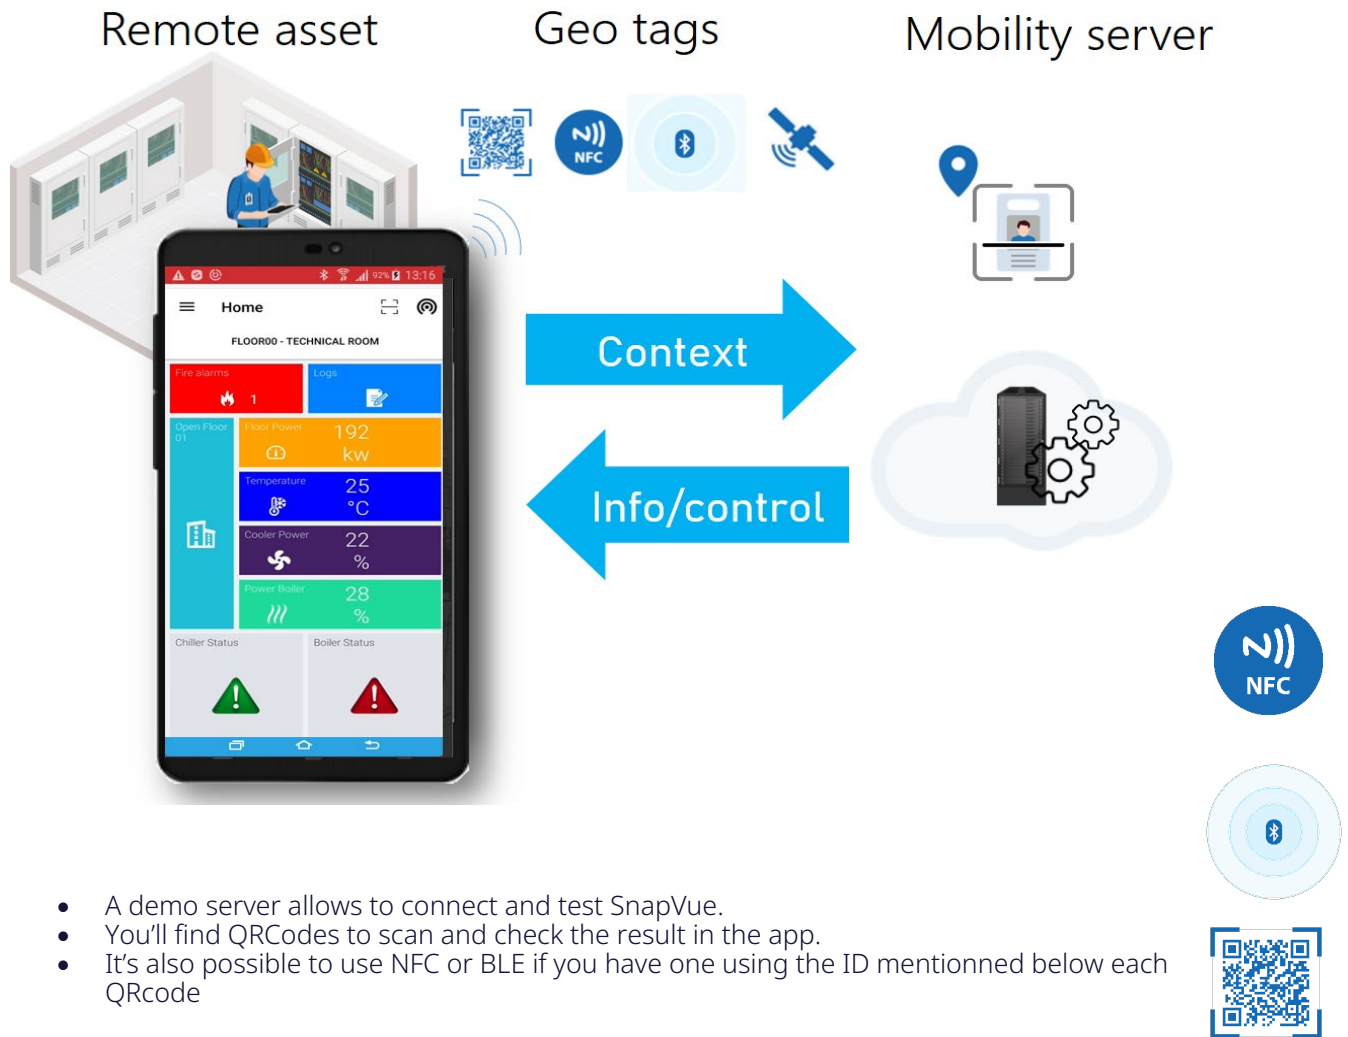 Remote asset
Geo tags
Mobility server
NFC
92% 13:16
Home
FLOOR00 - TECHNICAL ROOM
Fire alarms
1
Logs
Open Floor
01
Floor Power
192
kw
Temperature
25
°C
Cooler Power
22
%
Power Boiler
28
%
Chiller Status
Boiler Status
Context
Info/control
NFC
• A demo server allows to connect and test SnapVue.
• You'll find QRCodes to scan and check the result in the app.
• It's also possible to use NFC or BLE if you have one using the ID mentionned below each
QRcode